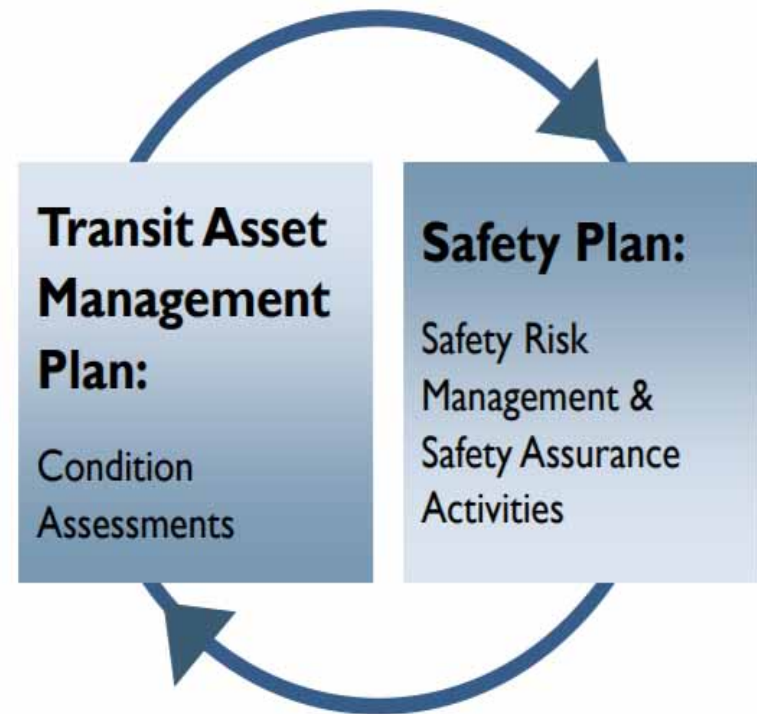 Transit Asset
Management
Plan:
Condition
Assessments
Safety Plan:
Safety Risk
Management &
Safety Assurance
Activities